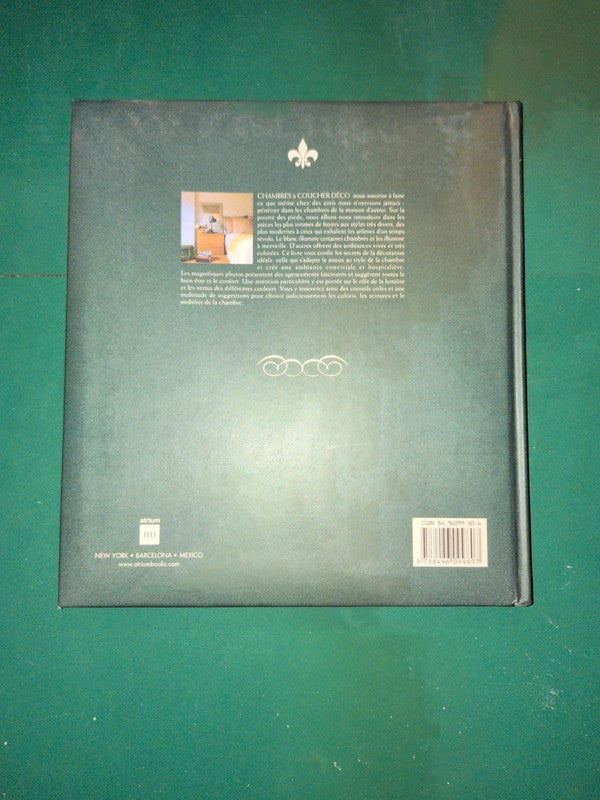 CHAMBRES à COUCHER DÉCO nous autorise à faire
ce que même chez des amis nous n'oserions jamais :
pénétrer dans les chambres de la maison d'autrui. Sur la
pointe des pieds, nous allons nous introduire dans les
pièces les plus intimes de foyers aux styles très divers, des
plus modernes à ceux qui exhalent les arômes d'un temps
révolu. Le blanc illumine certaines chambres et les illumine
à merveille. D'autres offrent des ambiances vives et très
colorées. Ce livre vous confie les secrets de la décoration
idéale, celle qui s'adapte le mieux au style de la chambre
et crée une ambiance conviviale et hospitalière.
Les magnifiques photos présentent des agencements fascinants et suggèrent toutes le
bien-être et le confort. Une attention particulière y est portée sur le rôle de la lumière
et les vertus des différentes couleurs. Vous y trouverez ainsi des conseils utiles et une
multitude de suggestions pour choisir judicieusement les coloris, les textures et le
mobilier de la chambre.
atrium
NEW YORK • BARCELONA • MEXICO
www.atriumbooks.com
ISBN 84 96099 80 6
9788496099807